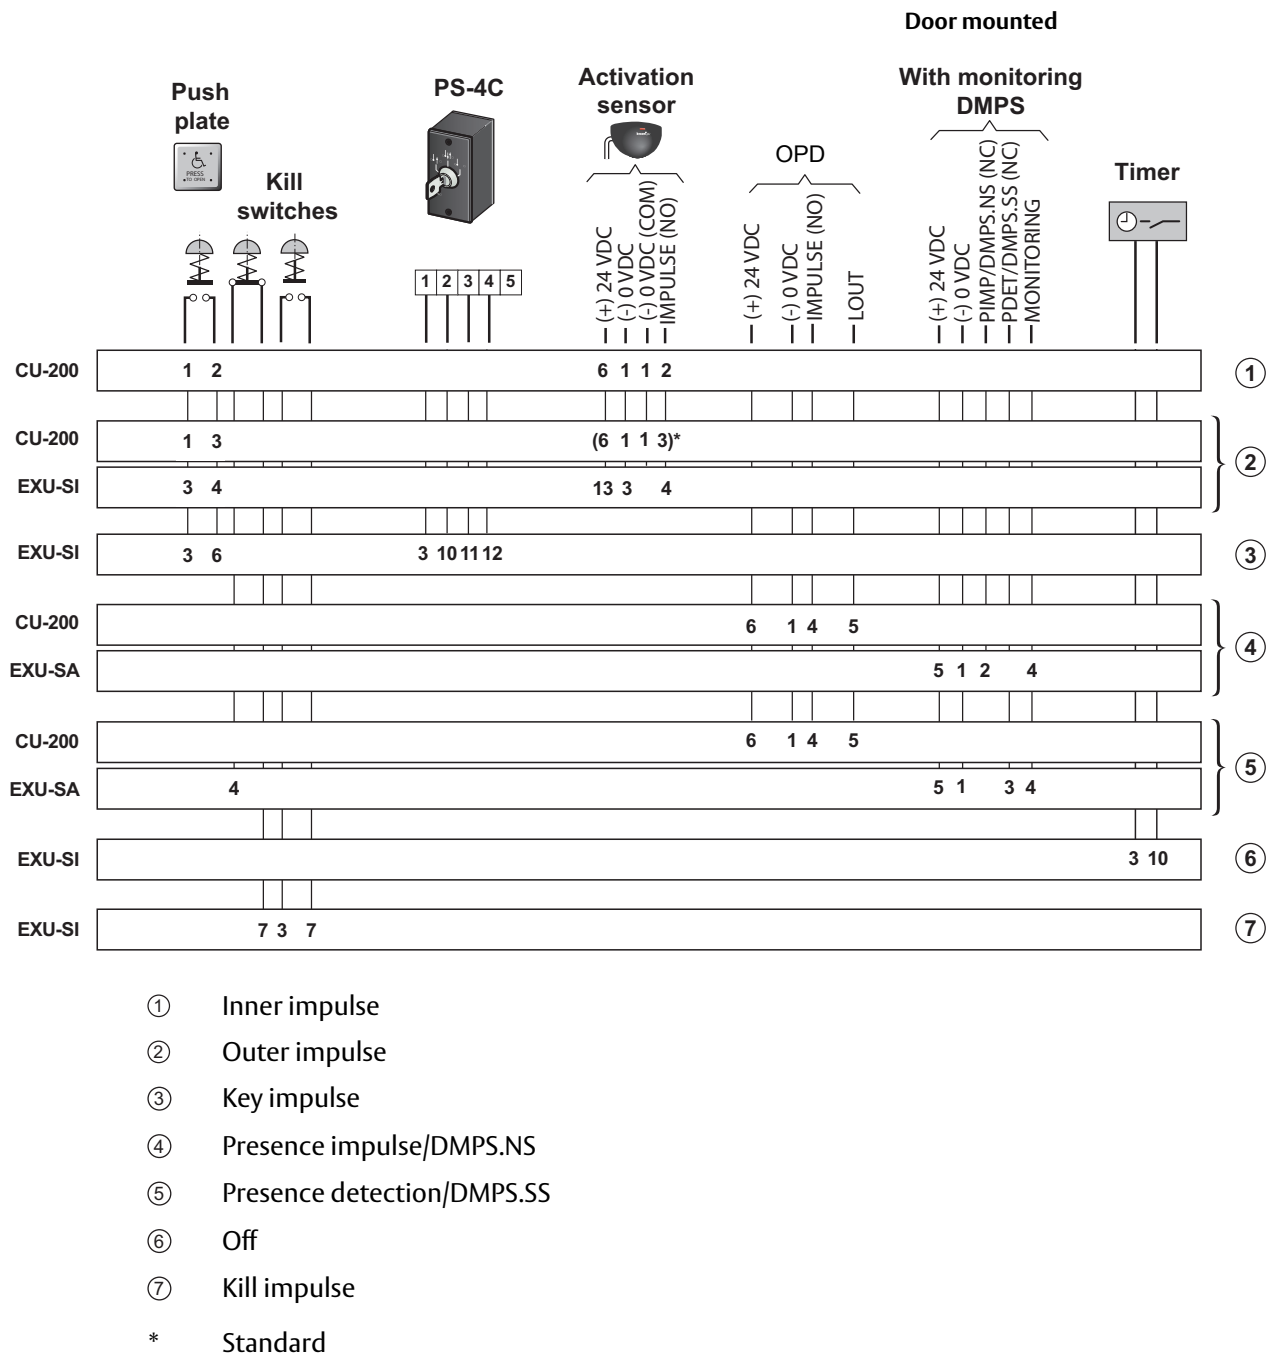 Door mounted
Push plate
PRESS TO OPEN
Kill switches
PS-4C
1 2 3 4 5
Activation sensor
(+) 24 VDC
(-) 0 VDC
(-) 0 VDC (COM)
IMPULSE (NO)
OPD
(+) 24 VDC
(-) 0 VDC
IMPULSE (NO)
LOUT
With monitoring DMPS
(+) 24 VDC
(-) 0 VDC
PIMP/DMPS.NS (NC)
PDET/DMPS.SS (NC)
MONITORING
Timer
CU-200 1 2 6 1 1 2 1
CU-200 1 3 (6 1 1 3)*
EXU-SI 3 4 13 3 4 2
EXU-SI 3 6 3 10 11 12 3
CU-200 6 1 4 5
EXU-SA 5 1 2 4 4
CU-200 6 1 4 5
EXU-SA 4 5 1 3 4 5
EXU-SI 3 10 6
EXU-SI 7 3 7 7
1 Inner impulse
2 Outer impulse
3 Key impulse
4 Presence impulse/DMPS.NS
5 Presence detection/DMPS.SS
6 Off
7 Kill impulse
* Standard